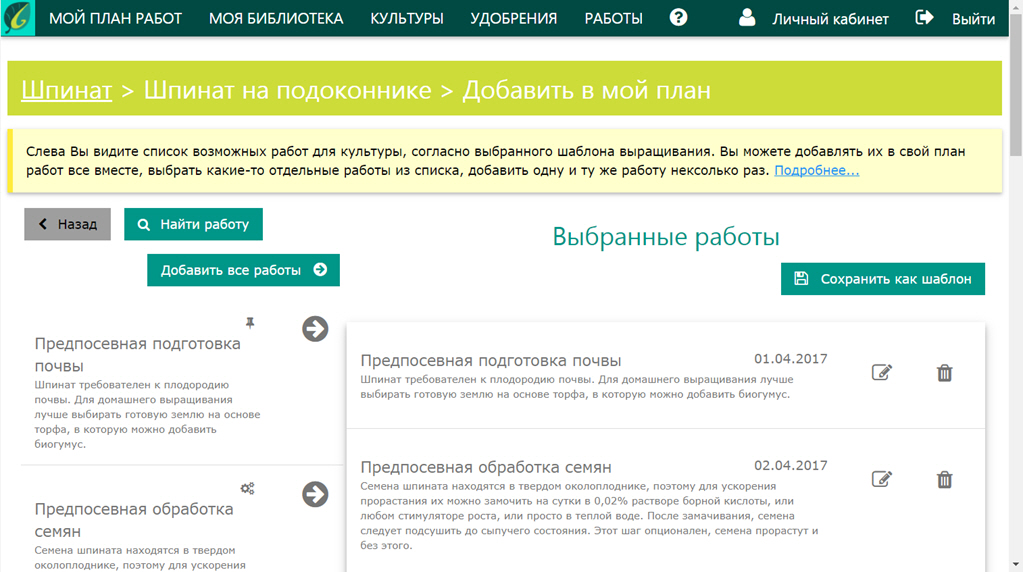 МОЙ ПЛАН РАБОТ МОЯ БИБЛИОТЕКА КУЛЬТУРЫ УДОБРЕНИЯ РАБОТЫ ? Личный кабинет Выйти
Шпинат > Шпинат на подоконнике > Добавить в мой план
Слева Вы видите список возможных работ для культуры, согласно выбранного шаблона выращивания. Вы можете добавлять их в свой план
работ все вместе, выбрать какие-то отдельные работы из списка, добавить одну и ту же работу нексолько раз. Подробнее...
Назад Найти работу
Добавить все работы
Предпосевная подготовка
почвы
Шпинат требователен к плодородию
почвы. Для домашнего выращивания
лучше выбирать готовую землю на основе
торфа, в которую можно добавить
биогумус.
Предпосевная обработка
семян
Семена шпината находятся в твердом
околоплоднике, поэтому для ускорения
Выбранные работы
Сохранить как шаблон
Предпосевная подготовка почвы 01.04.2017
Шпинат требователен к плодородию почвы. Для домашнего выращивания лучше
выбирать готовую землю на основе торфа, в которую можно добавить биогумус.
Предпосевная обработка семян 02.04.2017
Семена шпината находятся в твердом околоплоднике, поэтому для ускорения
прорастания их можно замочить на сутки в 0,02% растворе борной кислоты, или
любом стимуляторе роста, или просто в теплой воде. После замачивания, семена
следует подсушить до сыпучего состояния. Этот шаг опционален, семена прорастут и
без этого.